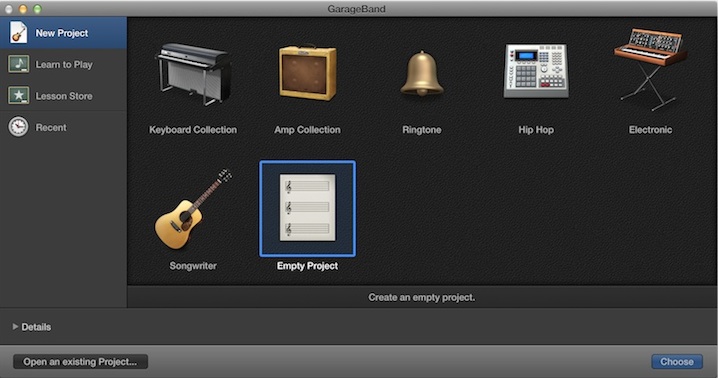 GarageBand
New Project
Learn to Play
Lesson Store
Recent
Keyboard Collection
Amp Collection
Ringtone
Hip Hop
Electronic
Songwriter
Empty Project
Create an empty project.
Details
Open an existing Project...
Choose